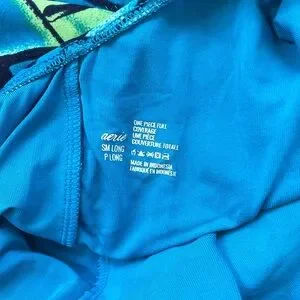 aerie
SM LONG
P LONG
ONE PIECE FULL
COVERAGE
UNE PIÈCE
COUVERTURE TOTALE
MADE IN INDONESIA
FABRIQUÉ EN INDONÉSIE